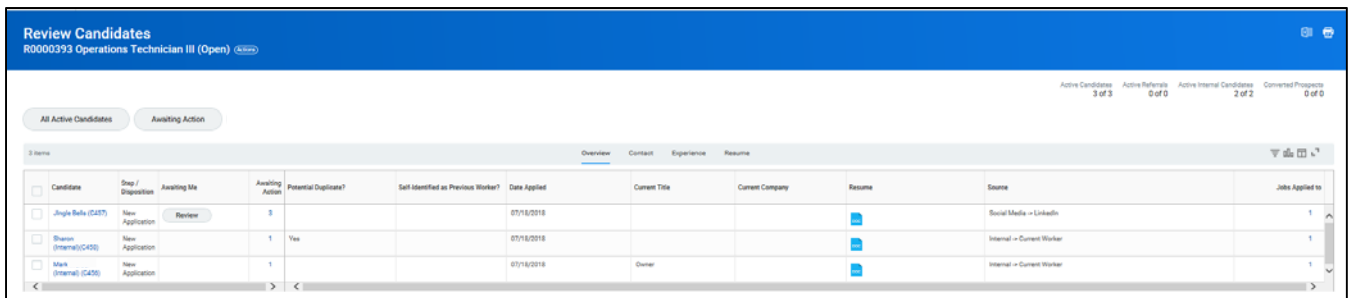 Review Candidates
R0000393 Operations Technician III (Open) Actions
Active Candidates Active Referrals Active Internal Candidates Converted Prospects
3 of 3 0 of 0 2 of 2 0 of 0
All Active Candidates Awaiting Action
3 items Overview Contact Experience Resume
Candidate Step / Disposition Awaiting Me Awaiting Action Potential Duplicate? Self-Identified as Previous Worker? Date Applied Current Title Current Company Resume Source Jobs Applied to
Jingle Bells (C457) New Review 3 07/18/2018 Social Media -> LinkedIn 1
Application
Sharon New 1 Yes 07/18/2018 Internal -> Current Worker 1
(Internal)(C450) Application
Mark New 1 07/18/2018 Owner Internal -> Current Worker 1
(Internal) (C456) Application